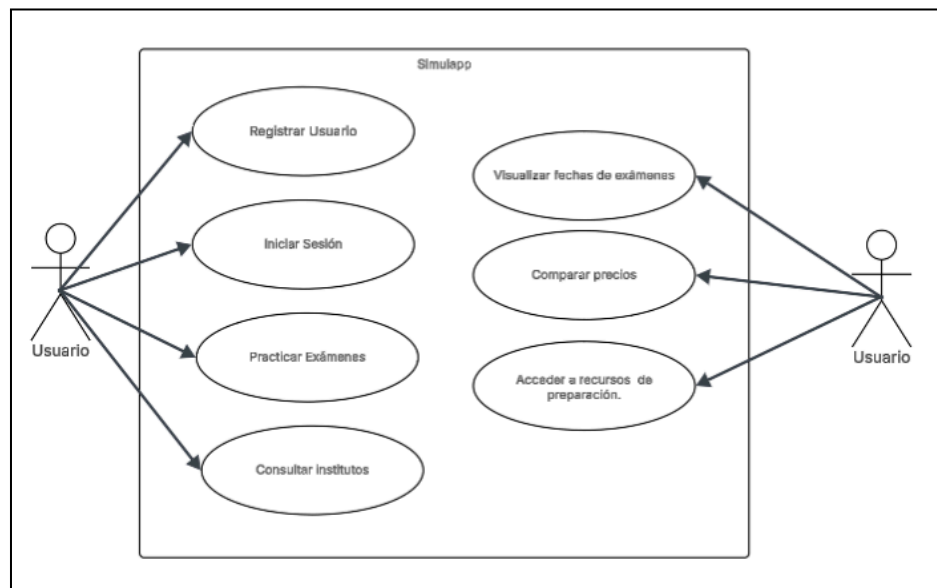 Simulapp
Registrar Usuario
Iniciar Sesión
Practicar Exámenes
Consultar institutos
Visualizar fechas de exámenes
Comparar precios
Acceder a recursos de
preparación.
Usuario
Usuario